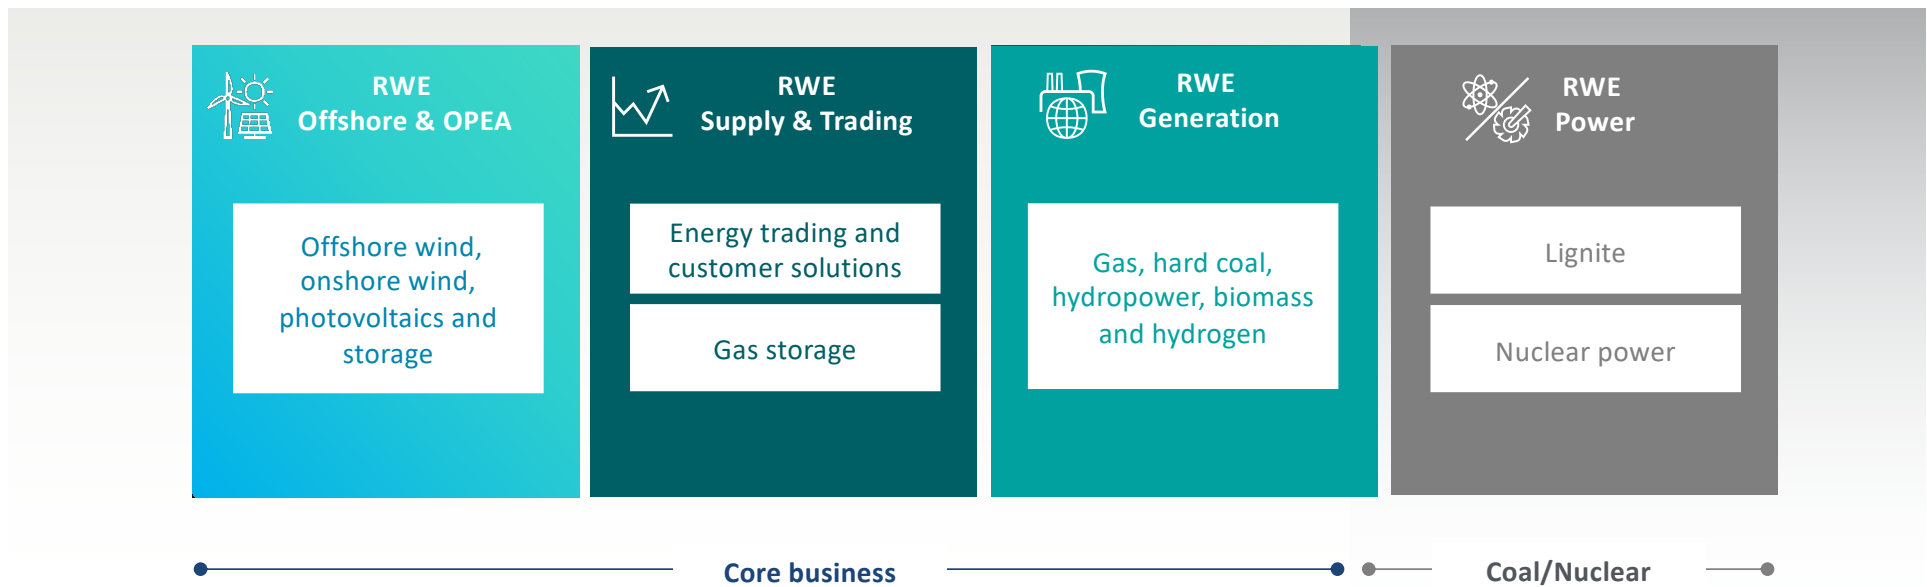 RWE
Offshore & OPEA
Offshore wind,
onshore wind,
photovoltaics and
storage
RWE
Supply & Trading
Energy trading and
customer solutions
Gas storage
RWE
Generation
Gas, hard coal,
hydropower, biomass
and hydrogen
RWE
Power
Lignite
Nuclear power
Core business
Coal/Nuclear